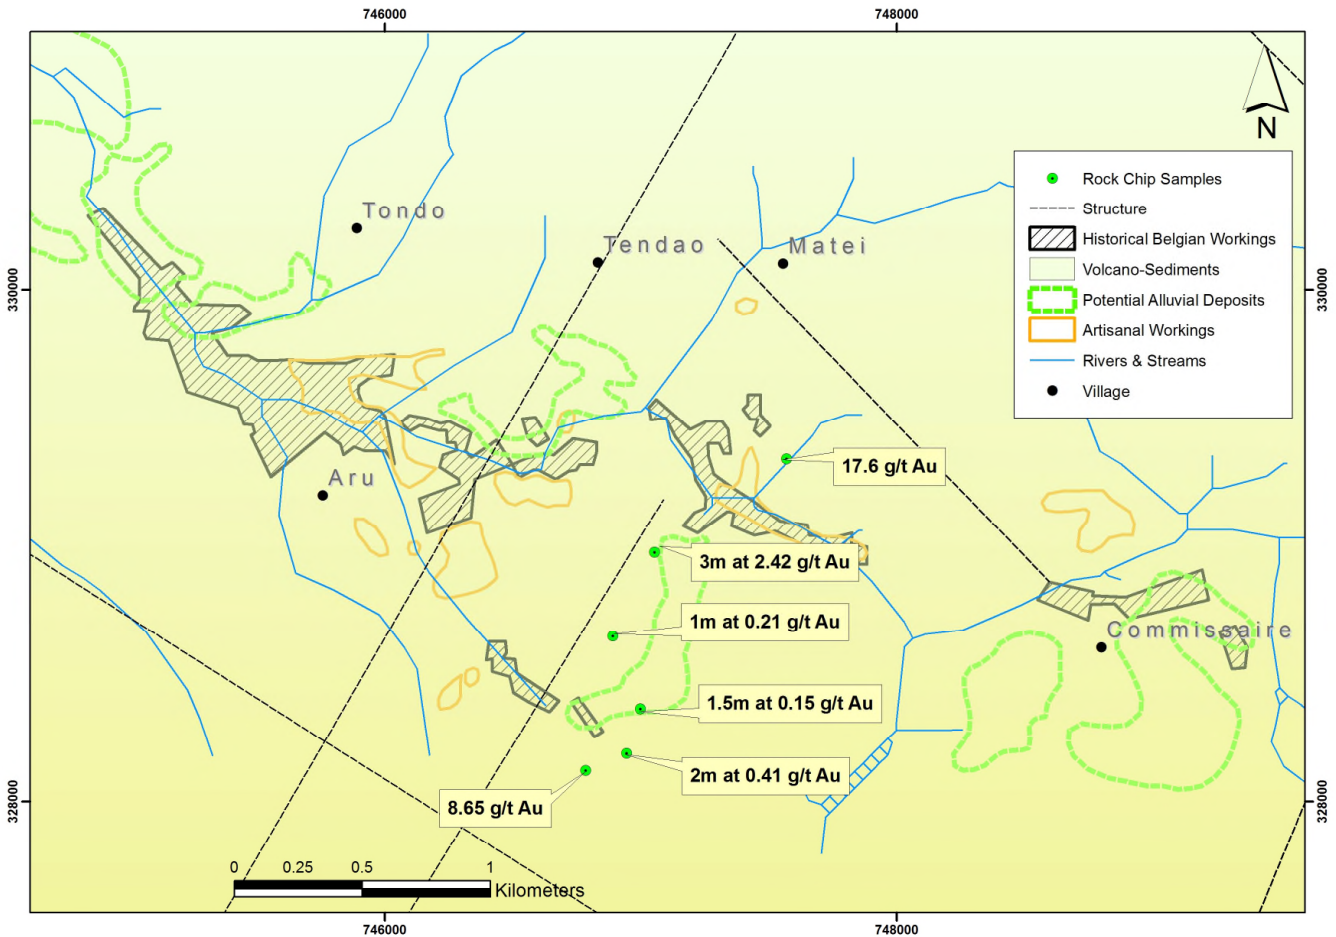 746000
748000
N
Rock Chip Samples
Structure
Historical Belgian Workings
Volcano-Sediments
Potential Alluvial Deposits
Artisanal Workings
Rivers & Streams
Village
Tondo
Tendao
Matei
330000
330000
Aru
17.6 g/t Au
3m at 2.42 g/t Au
1m at 0.21 g/t Au
Commissaire
1.5m at 0.15 g/t Au
2m at 0.41 g/t Au
8.65 g/t Au
328000
328000
0 0.25 0.5 1
Kilometers
746000
748000